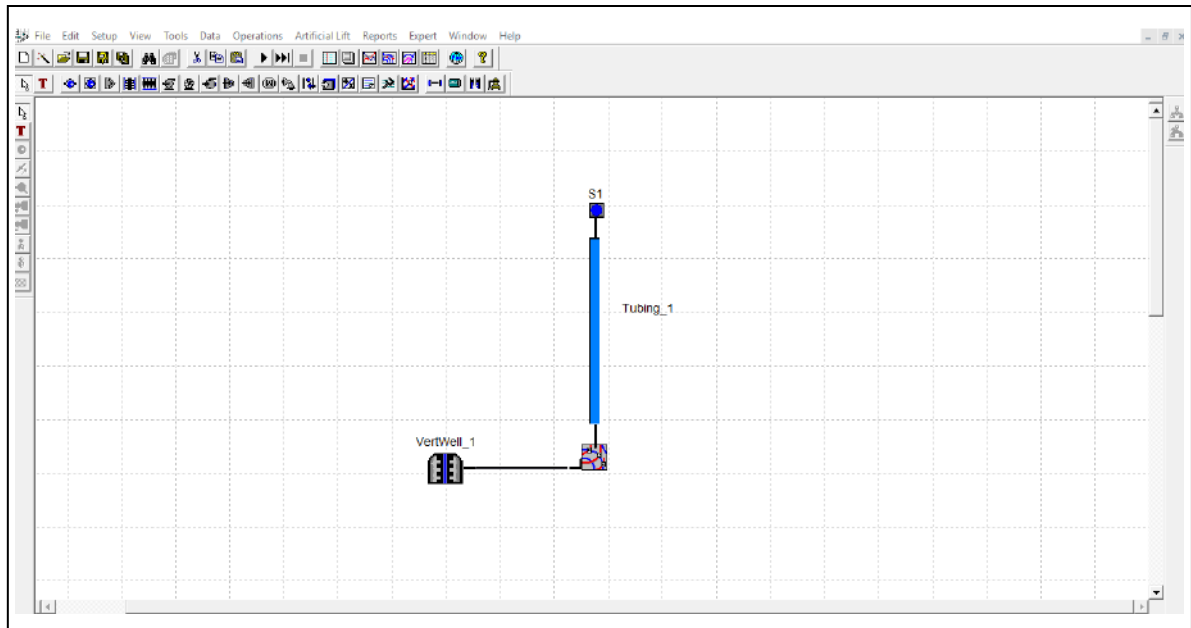 File Edit Setup View Tools Data Operations Artificial Lift Reports Expert Window Help
T
T
S1
Tubing_1
VertWell_1